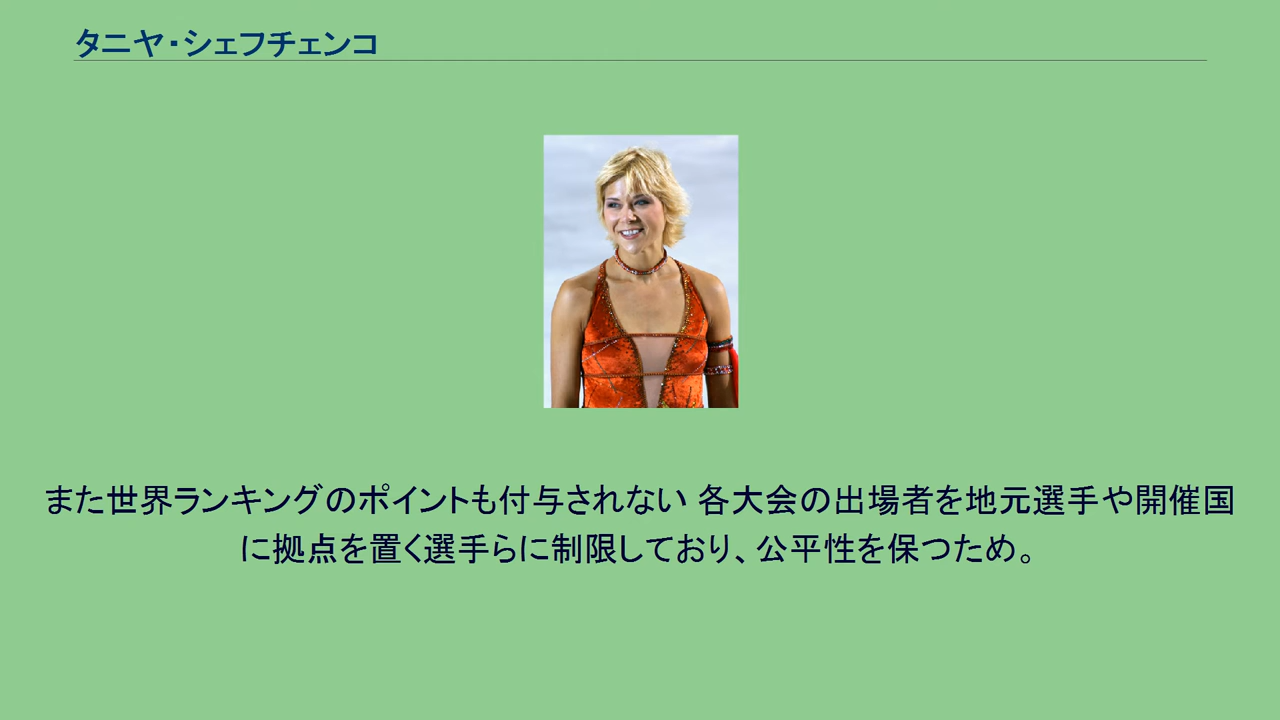 タニヤ・シェフチェンコ
また世界ランキングのポイントも付与されない 各大会の出場者を地元選手や開催国
に拠点を置く選手らに制限しており、公平性を保つため。